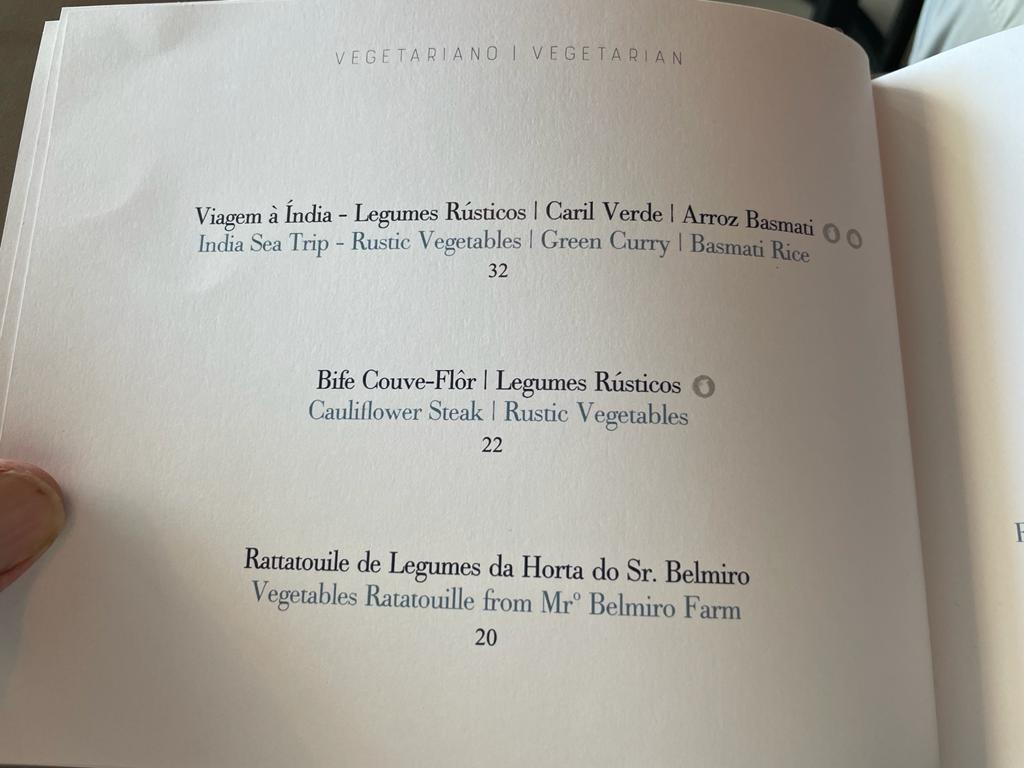 VEGETARIANO | VEGETARIAN
Viagem à Índia - Legumes Rústicos | Caril Verde | Arroz Basmati
India Sea Trip - Rustic Vegetables | Green Curry | Basmati Rice
32
Bife Couve-Flôr | Legumes Rústicos
Cauliflower Steak | Rustic Vegetables
22
Rattatouile de Legumes da Horta do Sr. Belmiro
Vegetables Ratatouille from Mrº Belmiro Farm
20